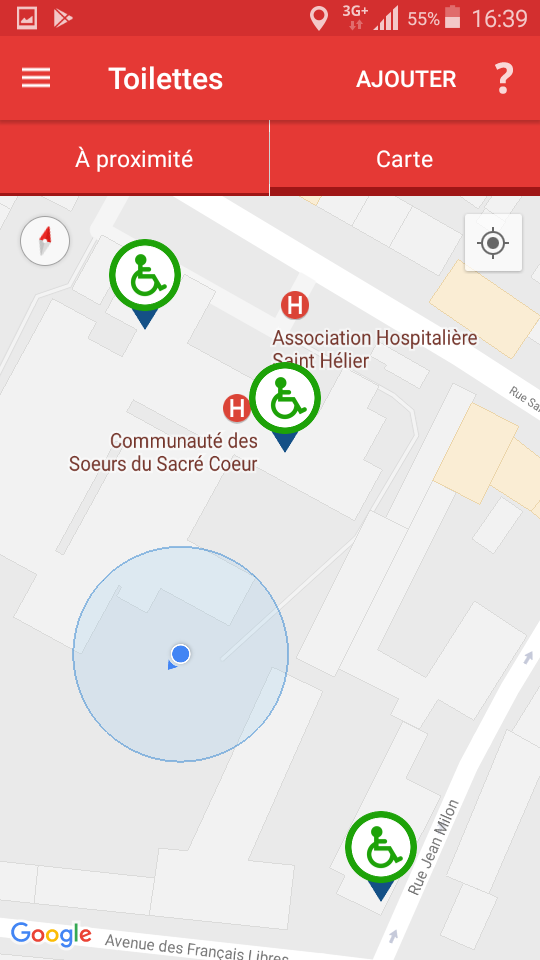 3G+ 55% 16:39
Toilettes AJOUTER ?
À proximité Carte
H
Association Hospitalière
Saint Hélier
H
Communauté des
Soeurs du Sacré Coeur
Rue
Rue Jean Milon
Google
Avenue des Français Libres